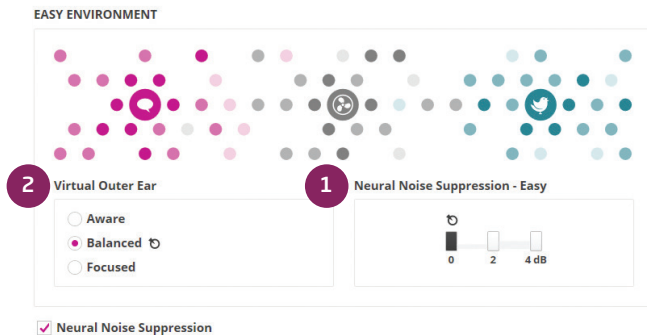 EASY ENVIRONMENT
2 Virtual Outer Ear
Aware
Balanced
Focused
1 Neural Noise Suppression - Easy
0 2 4 dB
Neural Noise Suppression